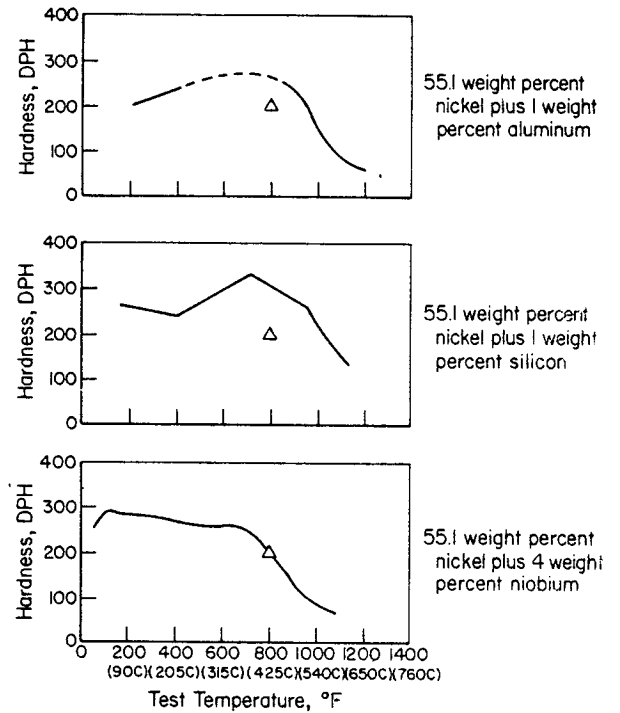 400
300
200
100
0
Hardness, DPH
55.1 weight percent
nickel plus 1 weight
percent aluminum
400
300
200
100
0
Hardness, DPH
55.1 weight percent
nickel plus 1 weight
percent silicon
400
300
200
100
0
Hardness, DPH
55.1 weight percent
nickel plus 4 weight
percent niobium
0 200 400 600 800 1000 1200 1400
(90C)(205C)(315C)(425C)(540C)(650C)(760C)
Test Temperature, °F